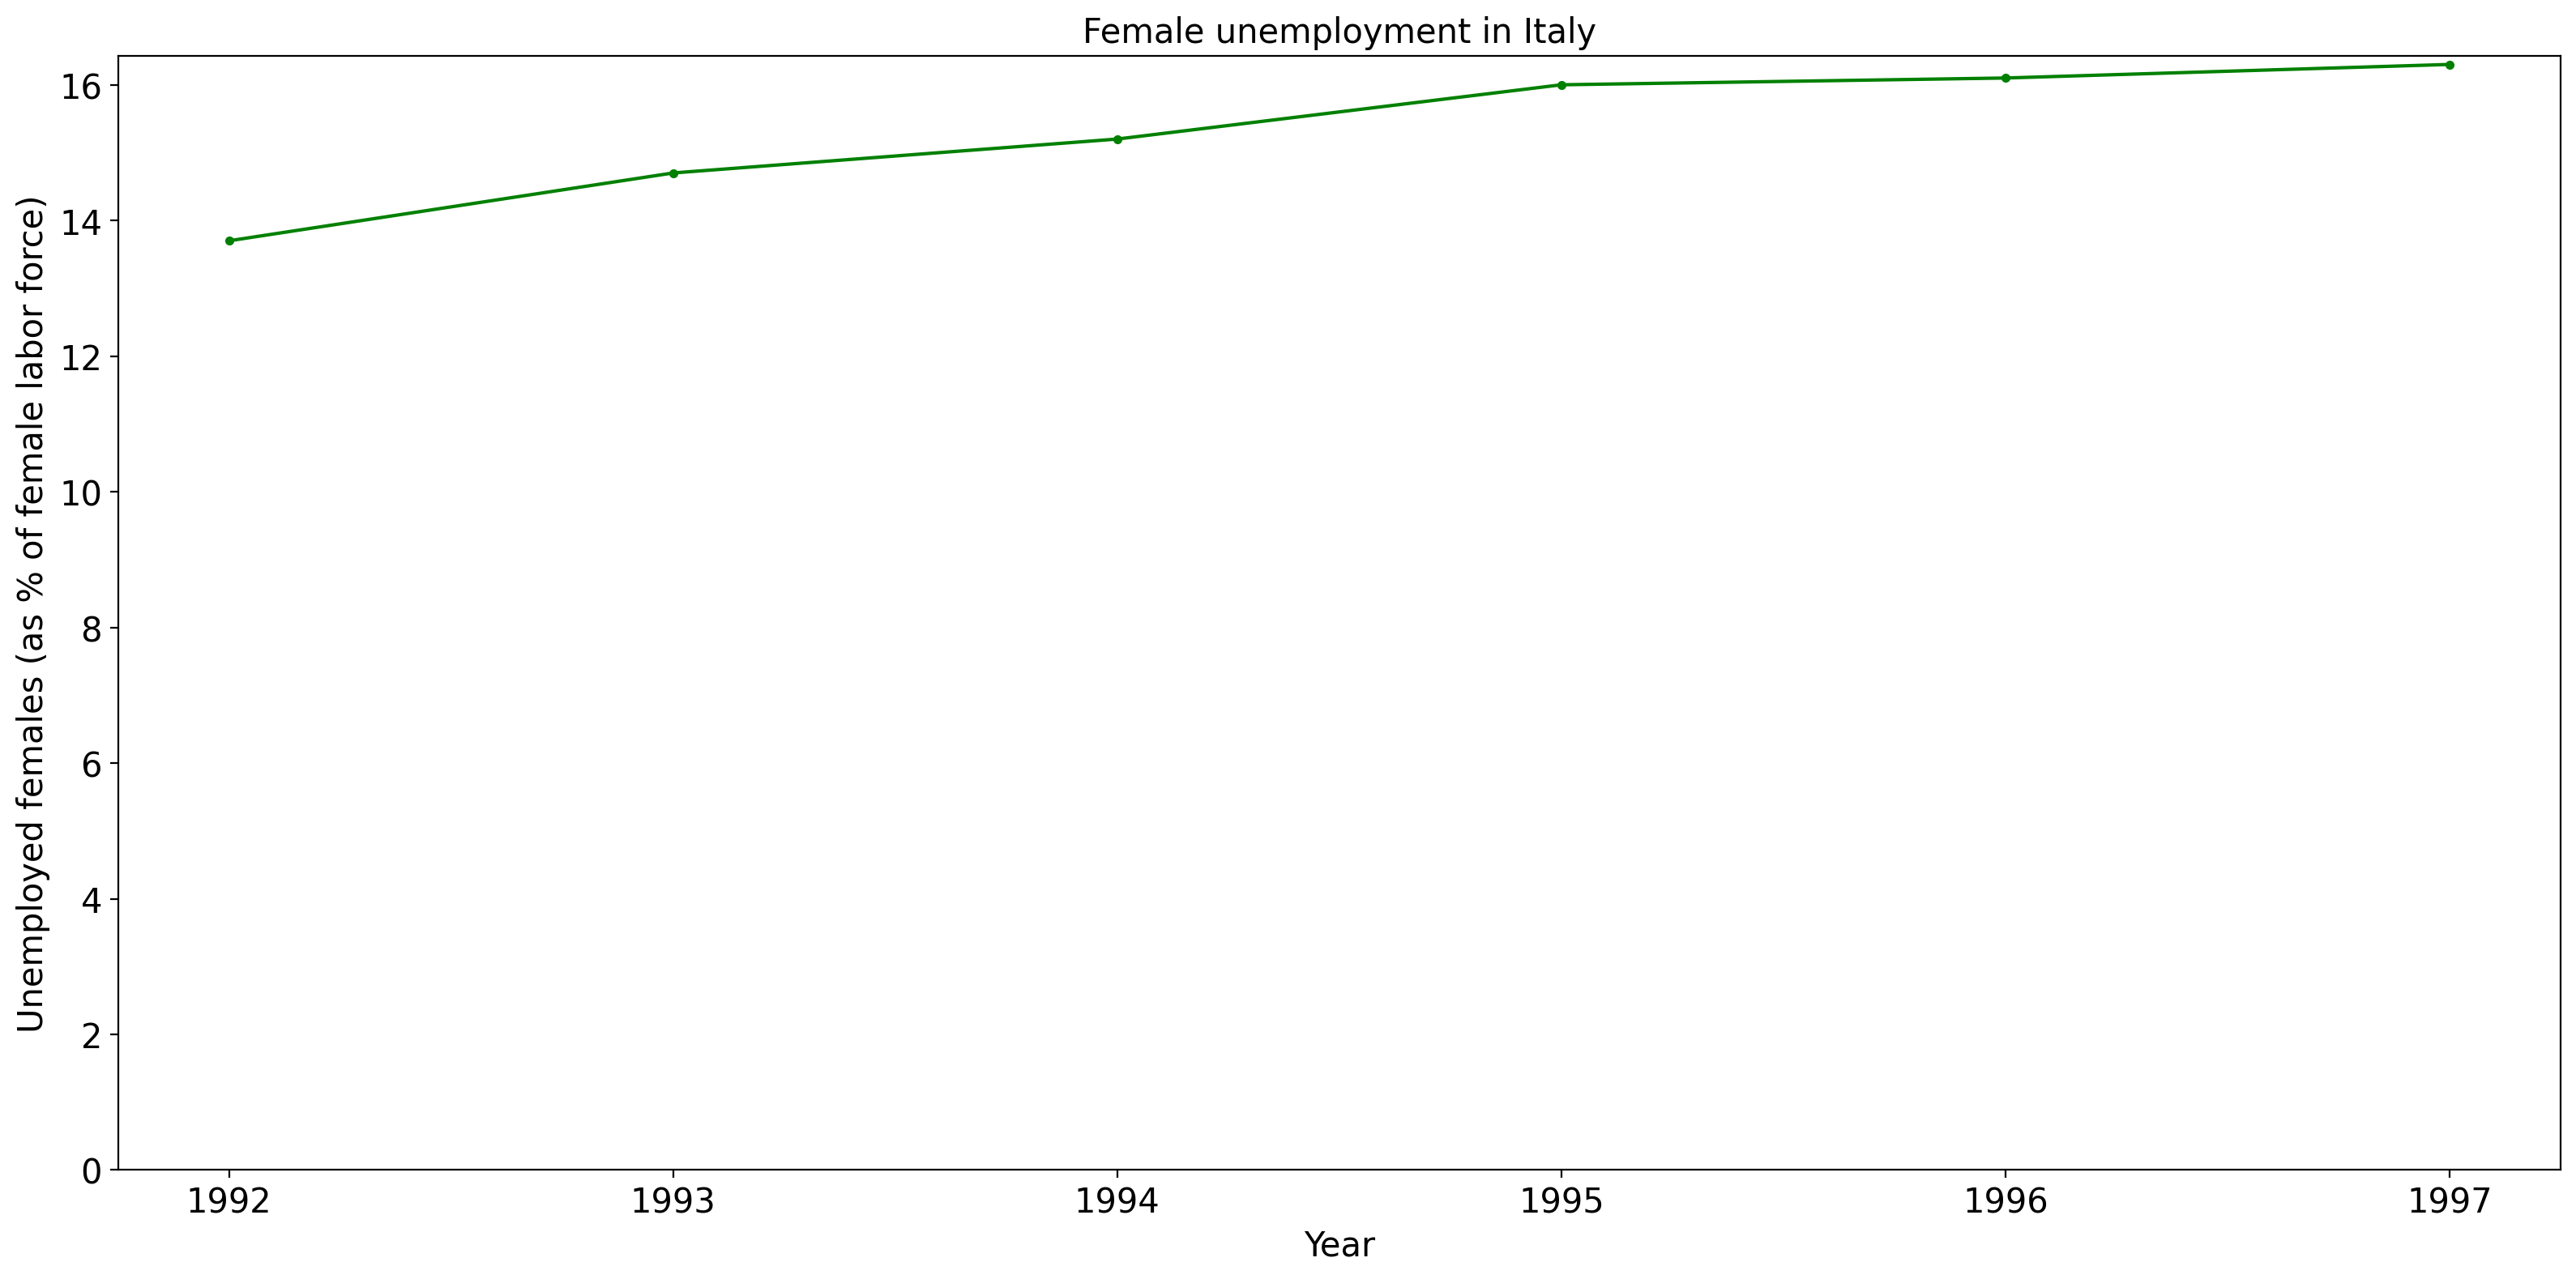 Female unemployment in Italy
Unemployed females (as % of female labor force)
16
14
12
10
8
6
4
2
0
1992 1993 1994 1995 1996 1997
Year